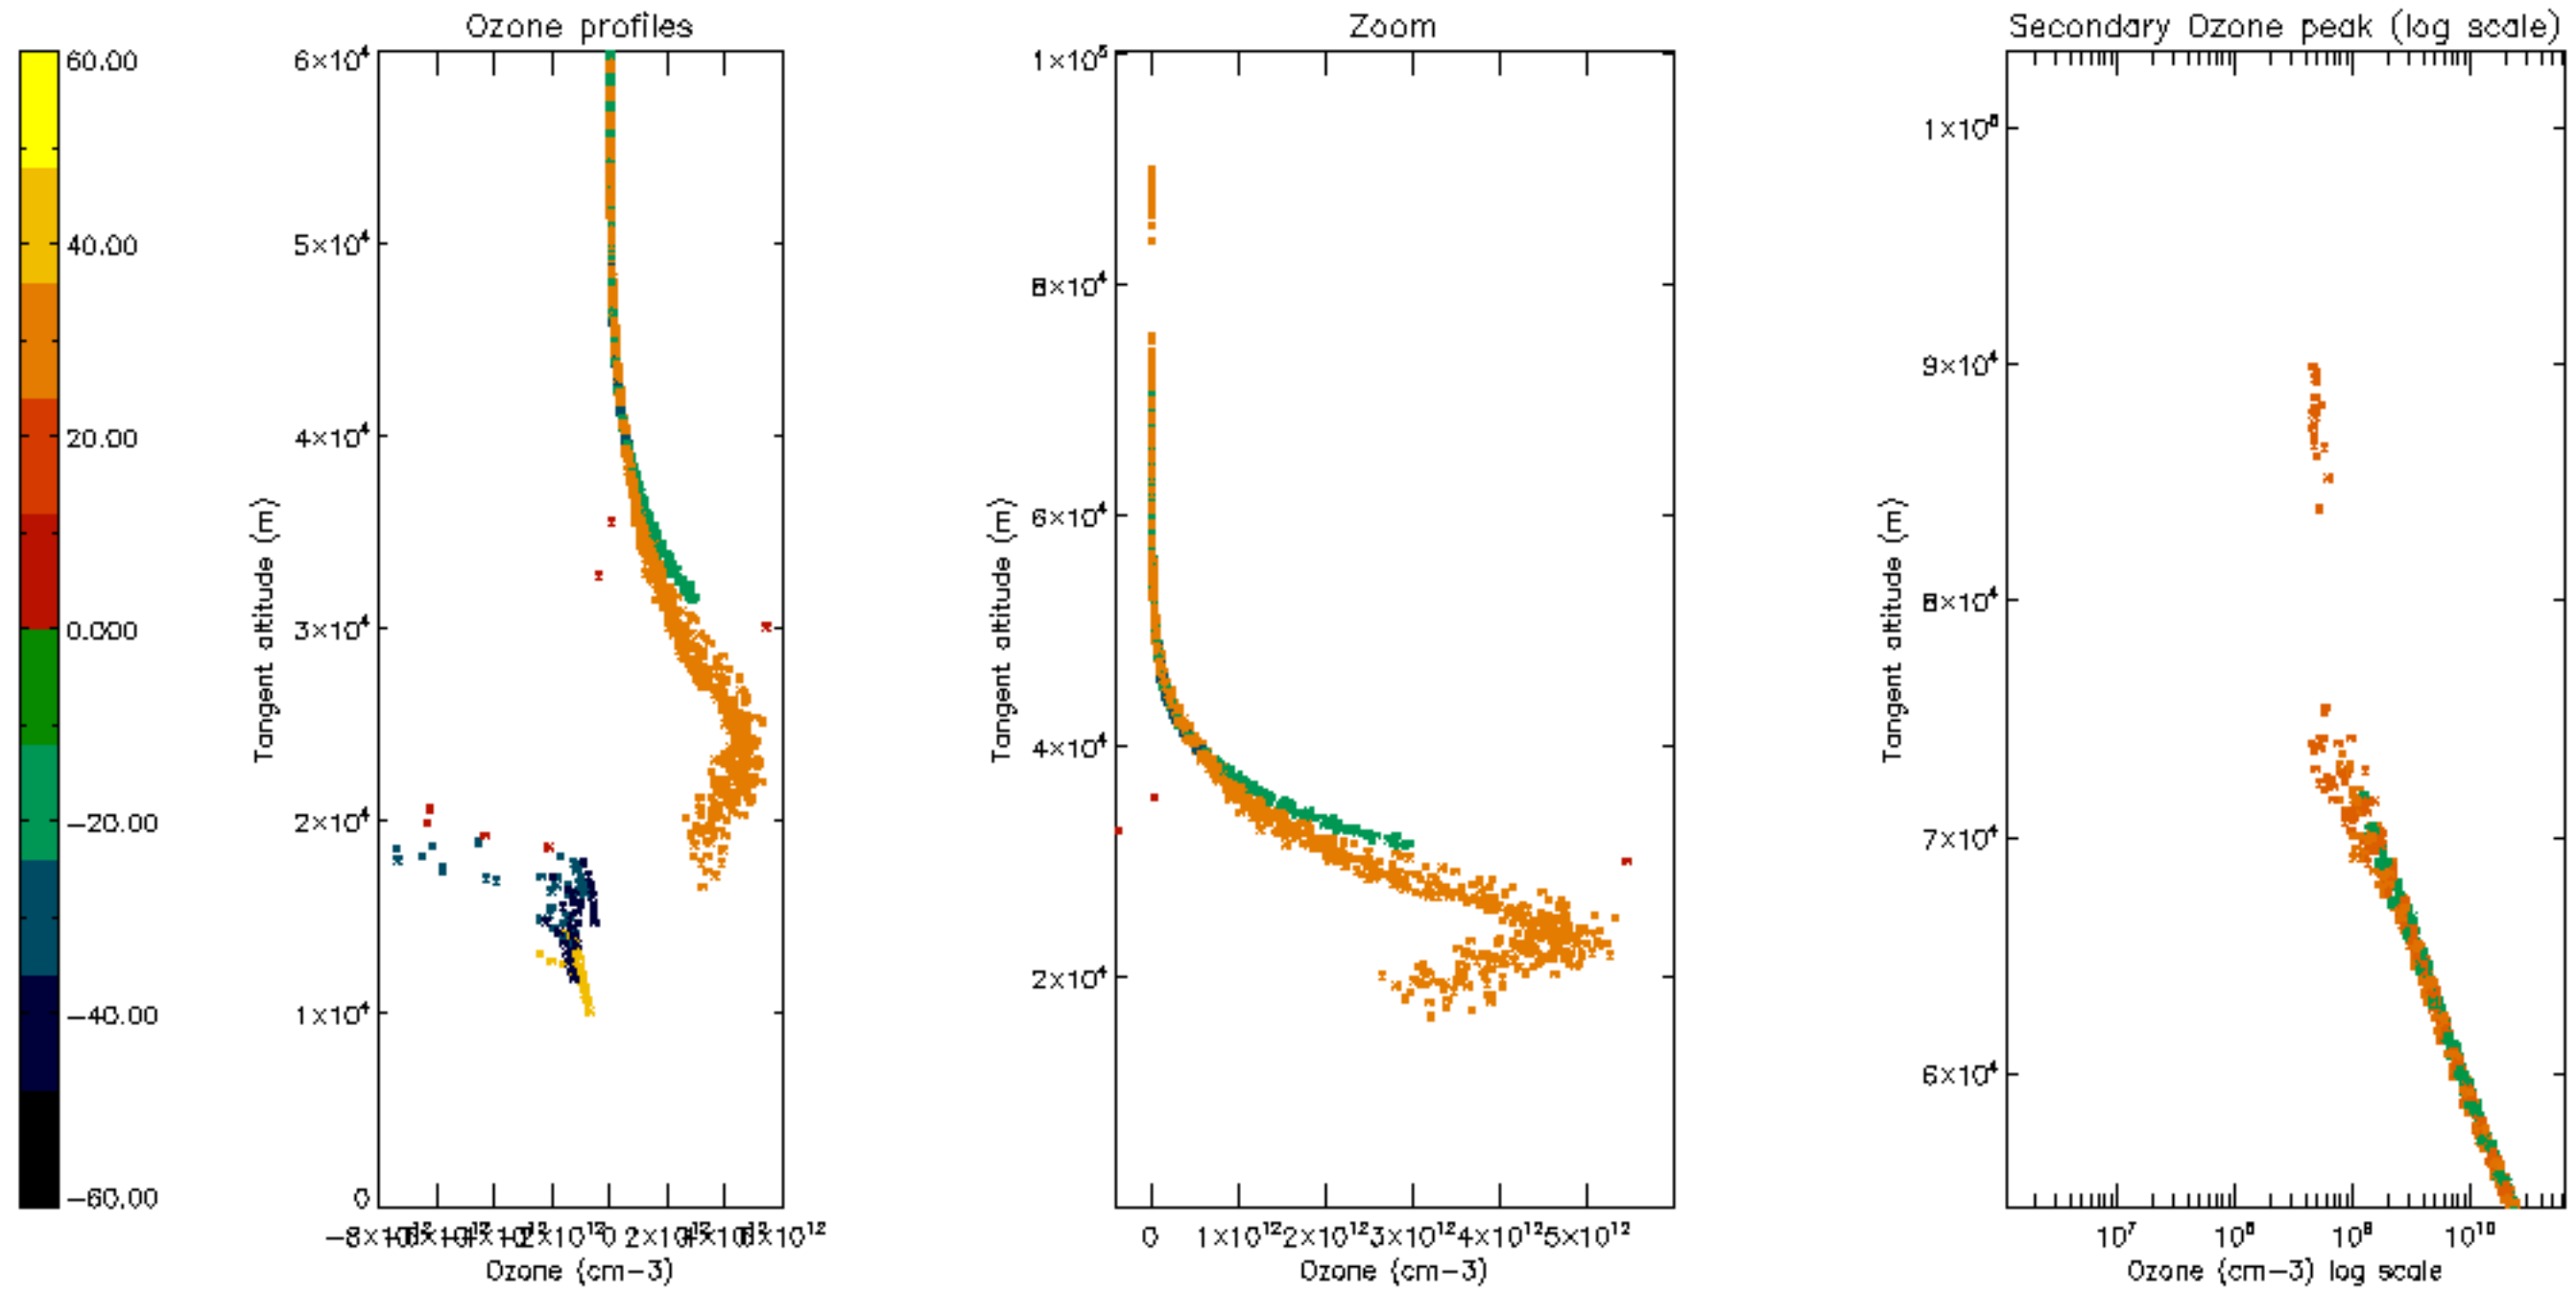 Ozone profiles
Zoom
Secondary Ozone peak (log scale)
60.00
40.00
20.00
-20.00
-40.00
-60.00
6×10⁴
5×10⁴
4×10⁴
3×10⁴
2×10⁴
1×10⁴
0
Tangent altitude (m)
0
6×10¹²
Ozone (cm-3)
1×10⁵
8×10⁴
6×10⁴
4×10⁴
2×10⁴
Tangent altitude (m)
0 1×10¹² 2×10¹² 3×10¹² 4×10¹² 5×10¹²
Ozone (cm-3)
1×10⁵
9×10⁴
8×10⁴
7×10⁴
6×10⁴
Tangent altitude (m)
10⁷ 10⁸ 10⁹ 10¹⁰
Ozone (cm-3) log scale